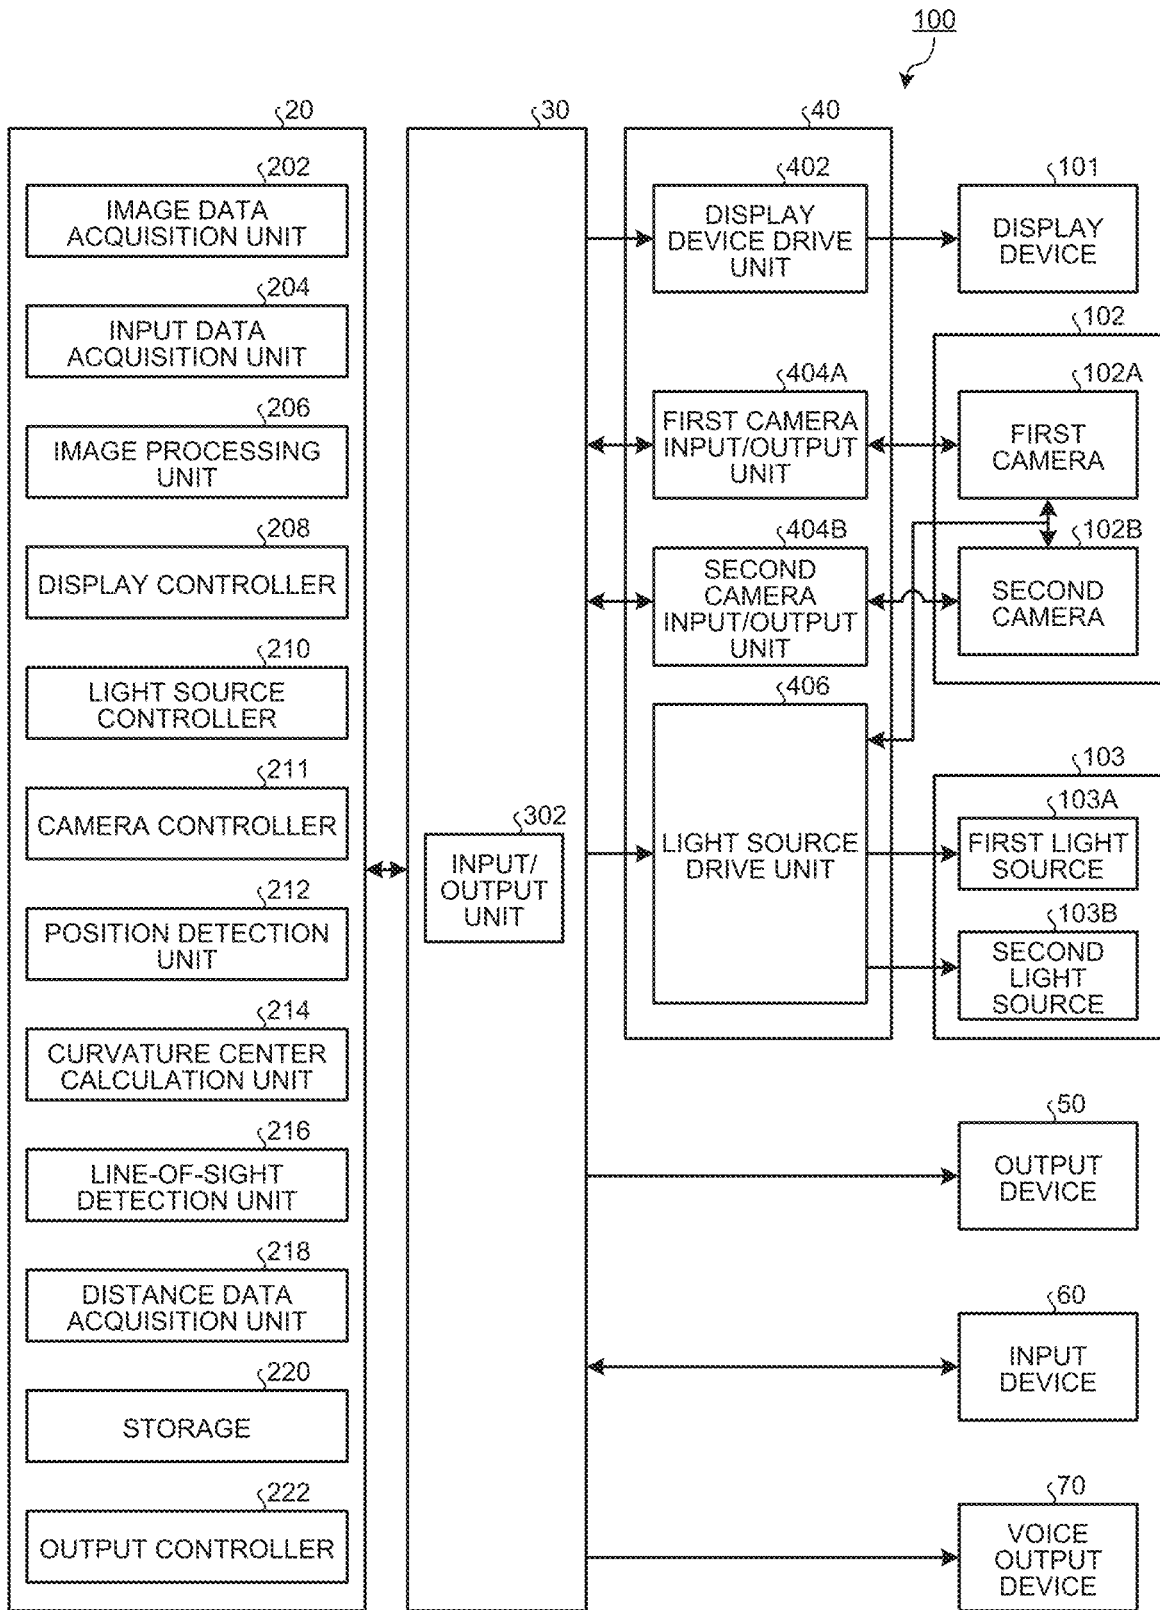 100
20
202
IMAGE DATA
ACQUISITION UNIT
204
INPUT DATA
ACQUISITION UNIT
206
IMAGE PROCESSING
UNIT
208
DISPLAY CONTROLLER
210
LIGHT SOURCE
CONTROLLER
211
CAMERA CONTROLLER
212
POSITION DETECTION
UNIT
214
CURVATURE CENTER
CALCULATION UNIT
216
LINE-OF-SIGHT
DETECTION UNIT
218
DISTANCE DATA
ACQUISITION UNIT
220
STORAGE
222
OUTPUT CONTROLLER
30
302
INPUT/
OUTPUT
UNIT
40
402
DISPLAY
DEVICE DRIVE
UNIT
404A
FIRST CAMERA
INPUT/OUTPUT
UNIT
404B
SECOND
CAMERA
INPUT/OUTPUT
UNIT
406
LIGHT SOURCE
DRIVE UNIT
101
DISPLAY
DEVICE
102
102A
FIRST
CAMERA
102B
SECOND
CAMERA
103
103A
FIRST LIGHT
SOURCE
103B
SECOND
LIGHT
SOURCE
50
OUTPUT
DEVICE
60
INPUT
DEVICE
70
VOICE
OUTPUT
DEVICE